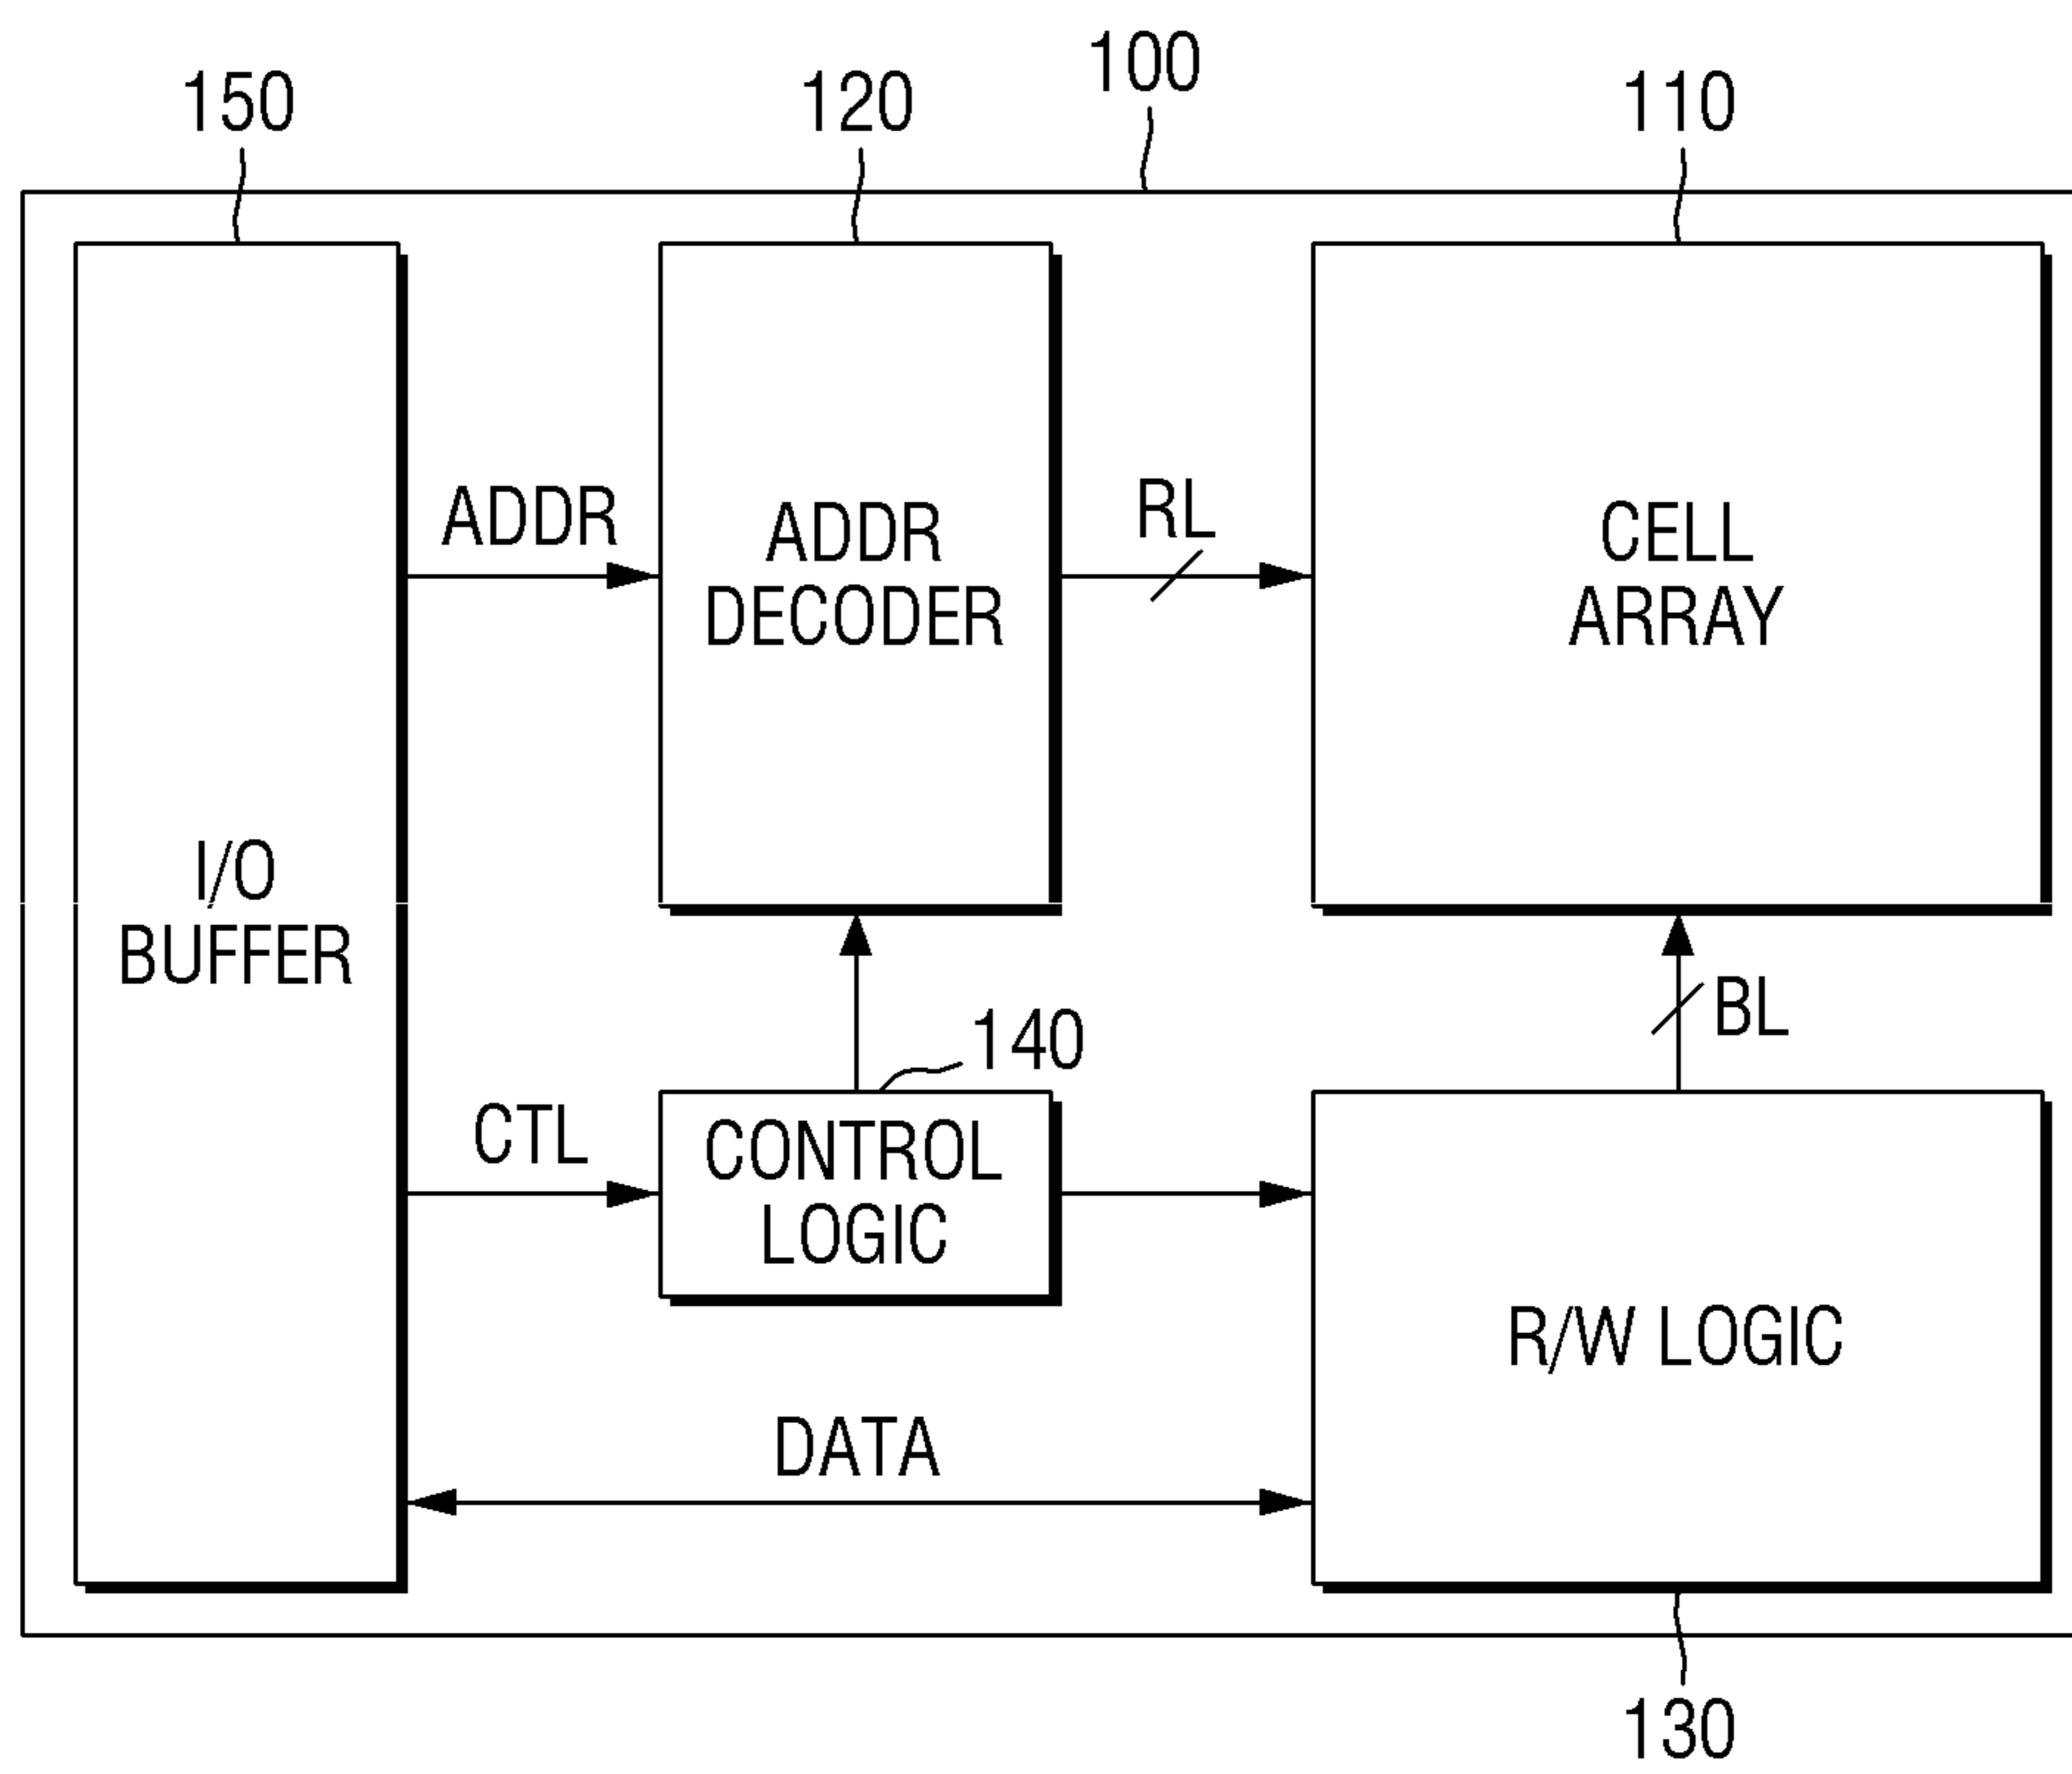 100
150
120
110
ADDR
RL
ADDR
DECODER
CELL
ARRAY
I/O
BUFFER
BL
140
CTL
CONTROL
LOGIC
R/W LOGIC
DATA
130